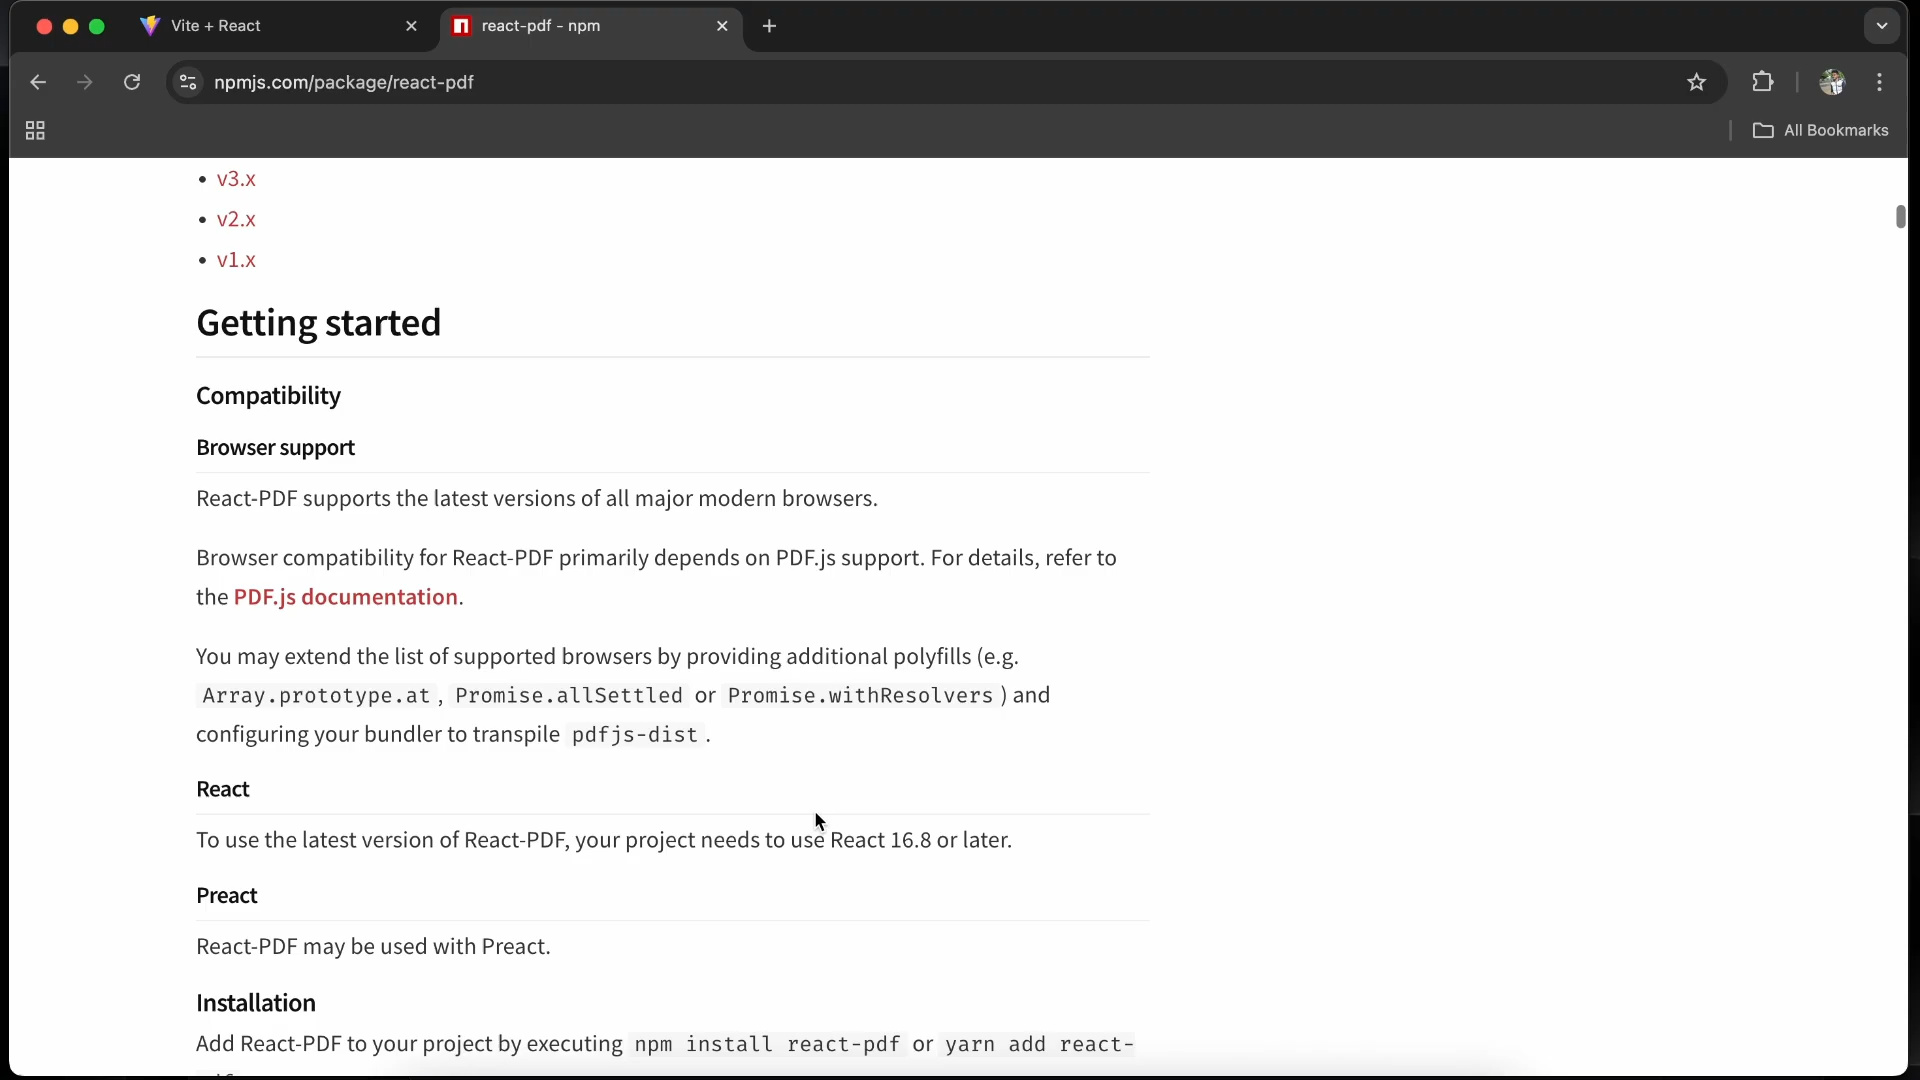 Vite + React
react-pdf - npm
npmjs.com/package/react-pdf
All Bookmarks
• v3.x
• v2.x
• v1.x
Getting started
Compatibility
Browser support
React-PDF supports the latest versions of all major modern browsers.
Browser compatibility for React-PDF primarily depends on PDF.js support. For details, refer to
the PDF.js documentation.
You may extend the list of supported browsers by providing additional polyfills (e.g.
Array.prototype.at, Promise.allSettled or Promise.withResolvers) and
configuring your bundler to transpile pdfjs-dist.
React
To use the latest version of React-PDF, your project needs to use React 16.8 or later.
Preact
React-PDF may be used with Preact.
Installation
Add React-PDF to your project by executing npm install react-pdf or yarn add react-